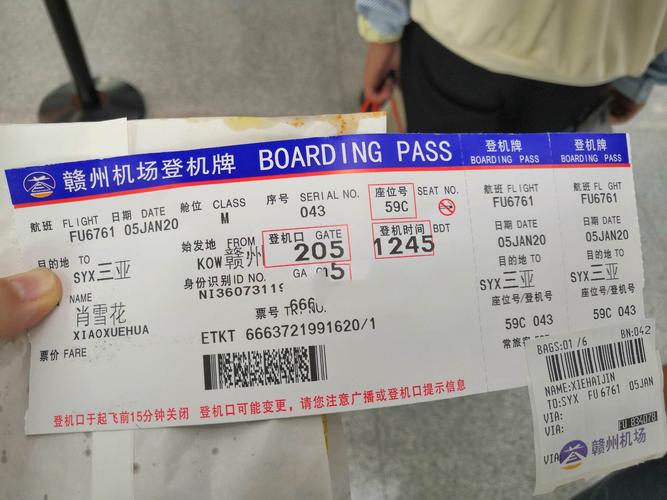 赣州机场登机牌 BOARDING PASS
航班 FLIGHT 日期 DATE 舱位 CLASS 序号 SERIAL NO. 座位号 SEAT NO.
FU6761 05JAN20 M 043 59C
目的地 TO 始发地 FROM 登机口 GATE 登机时间 BDT
SYX三亚 KOW赣州 205 1245
姓名 NAME 身份识别ID NO.
肖雪花 NI36073119
XIAOXUEHUA 票号
666
票价 FARE ETKT 6663721991620/1
登机口于起飞前15分钟关闭 登机口可能变更，请您注意广播或登机口提示信息
登机牌
BOARDING PASS
航班 FLIGHT
FU6761
日期 DATE
05JAN20
目的地 TO
SYX三亚
座位号/登机号
59C 043
常旅客
登机牌
BOARDING PASS
航班 FLIGHT
FU6761
日期 DATE
05JAN20
目的地 TO
SYX三亚
座位号/登机号
59C 043
BAGS:01/6 BN:042
NAME:XIEHAIJIN
TO:SYX FU6761 05JAN
VIA:
VIA:
FU 834078
VIA
赣州机场